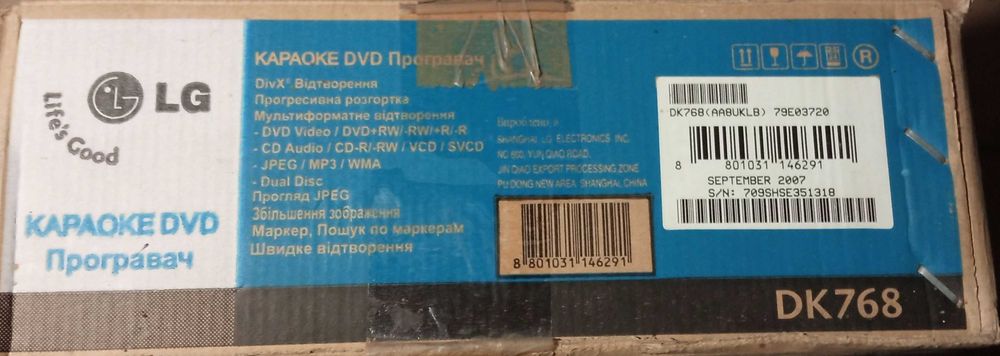 LG
Life's Good
КАРАОКЕ DVD
Програвач
КАРАОКЕ DVD Програвач
DivX® Відтворення
Прогресивна розгортка
Мультиформатне відтворення
- DVD Video / DVD+RW/-RW/+R/-R
- CD Audio / CD-R/-RW / VCD / SVCD
- JPEG / MP3 / WMA
- Dual Disc
Прогляд JPEG
Збільшення зображення
Маркер, Пошук по маркерам
Швидке відтворення
Вироблено в
SHANGHAI LG ELECTRONICS INC.
NO 600, YUN QIAO ROAD,
JIN QIAO EXPORT PROCESSING ZONE
PU DONG NEW AREA SHANGHAI, CHINA
8 801031 146291
R
DK768(AA8UKLB) 79E03720
8 801031 146291
SEPTEMBER 2007
S/N: 709SHSE351318
DK768